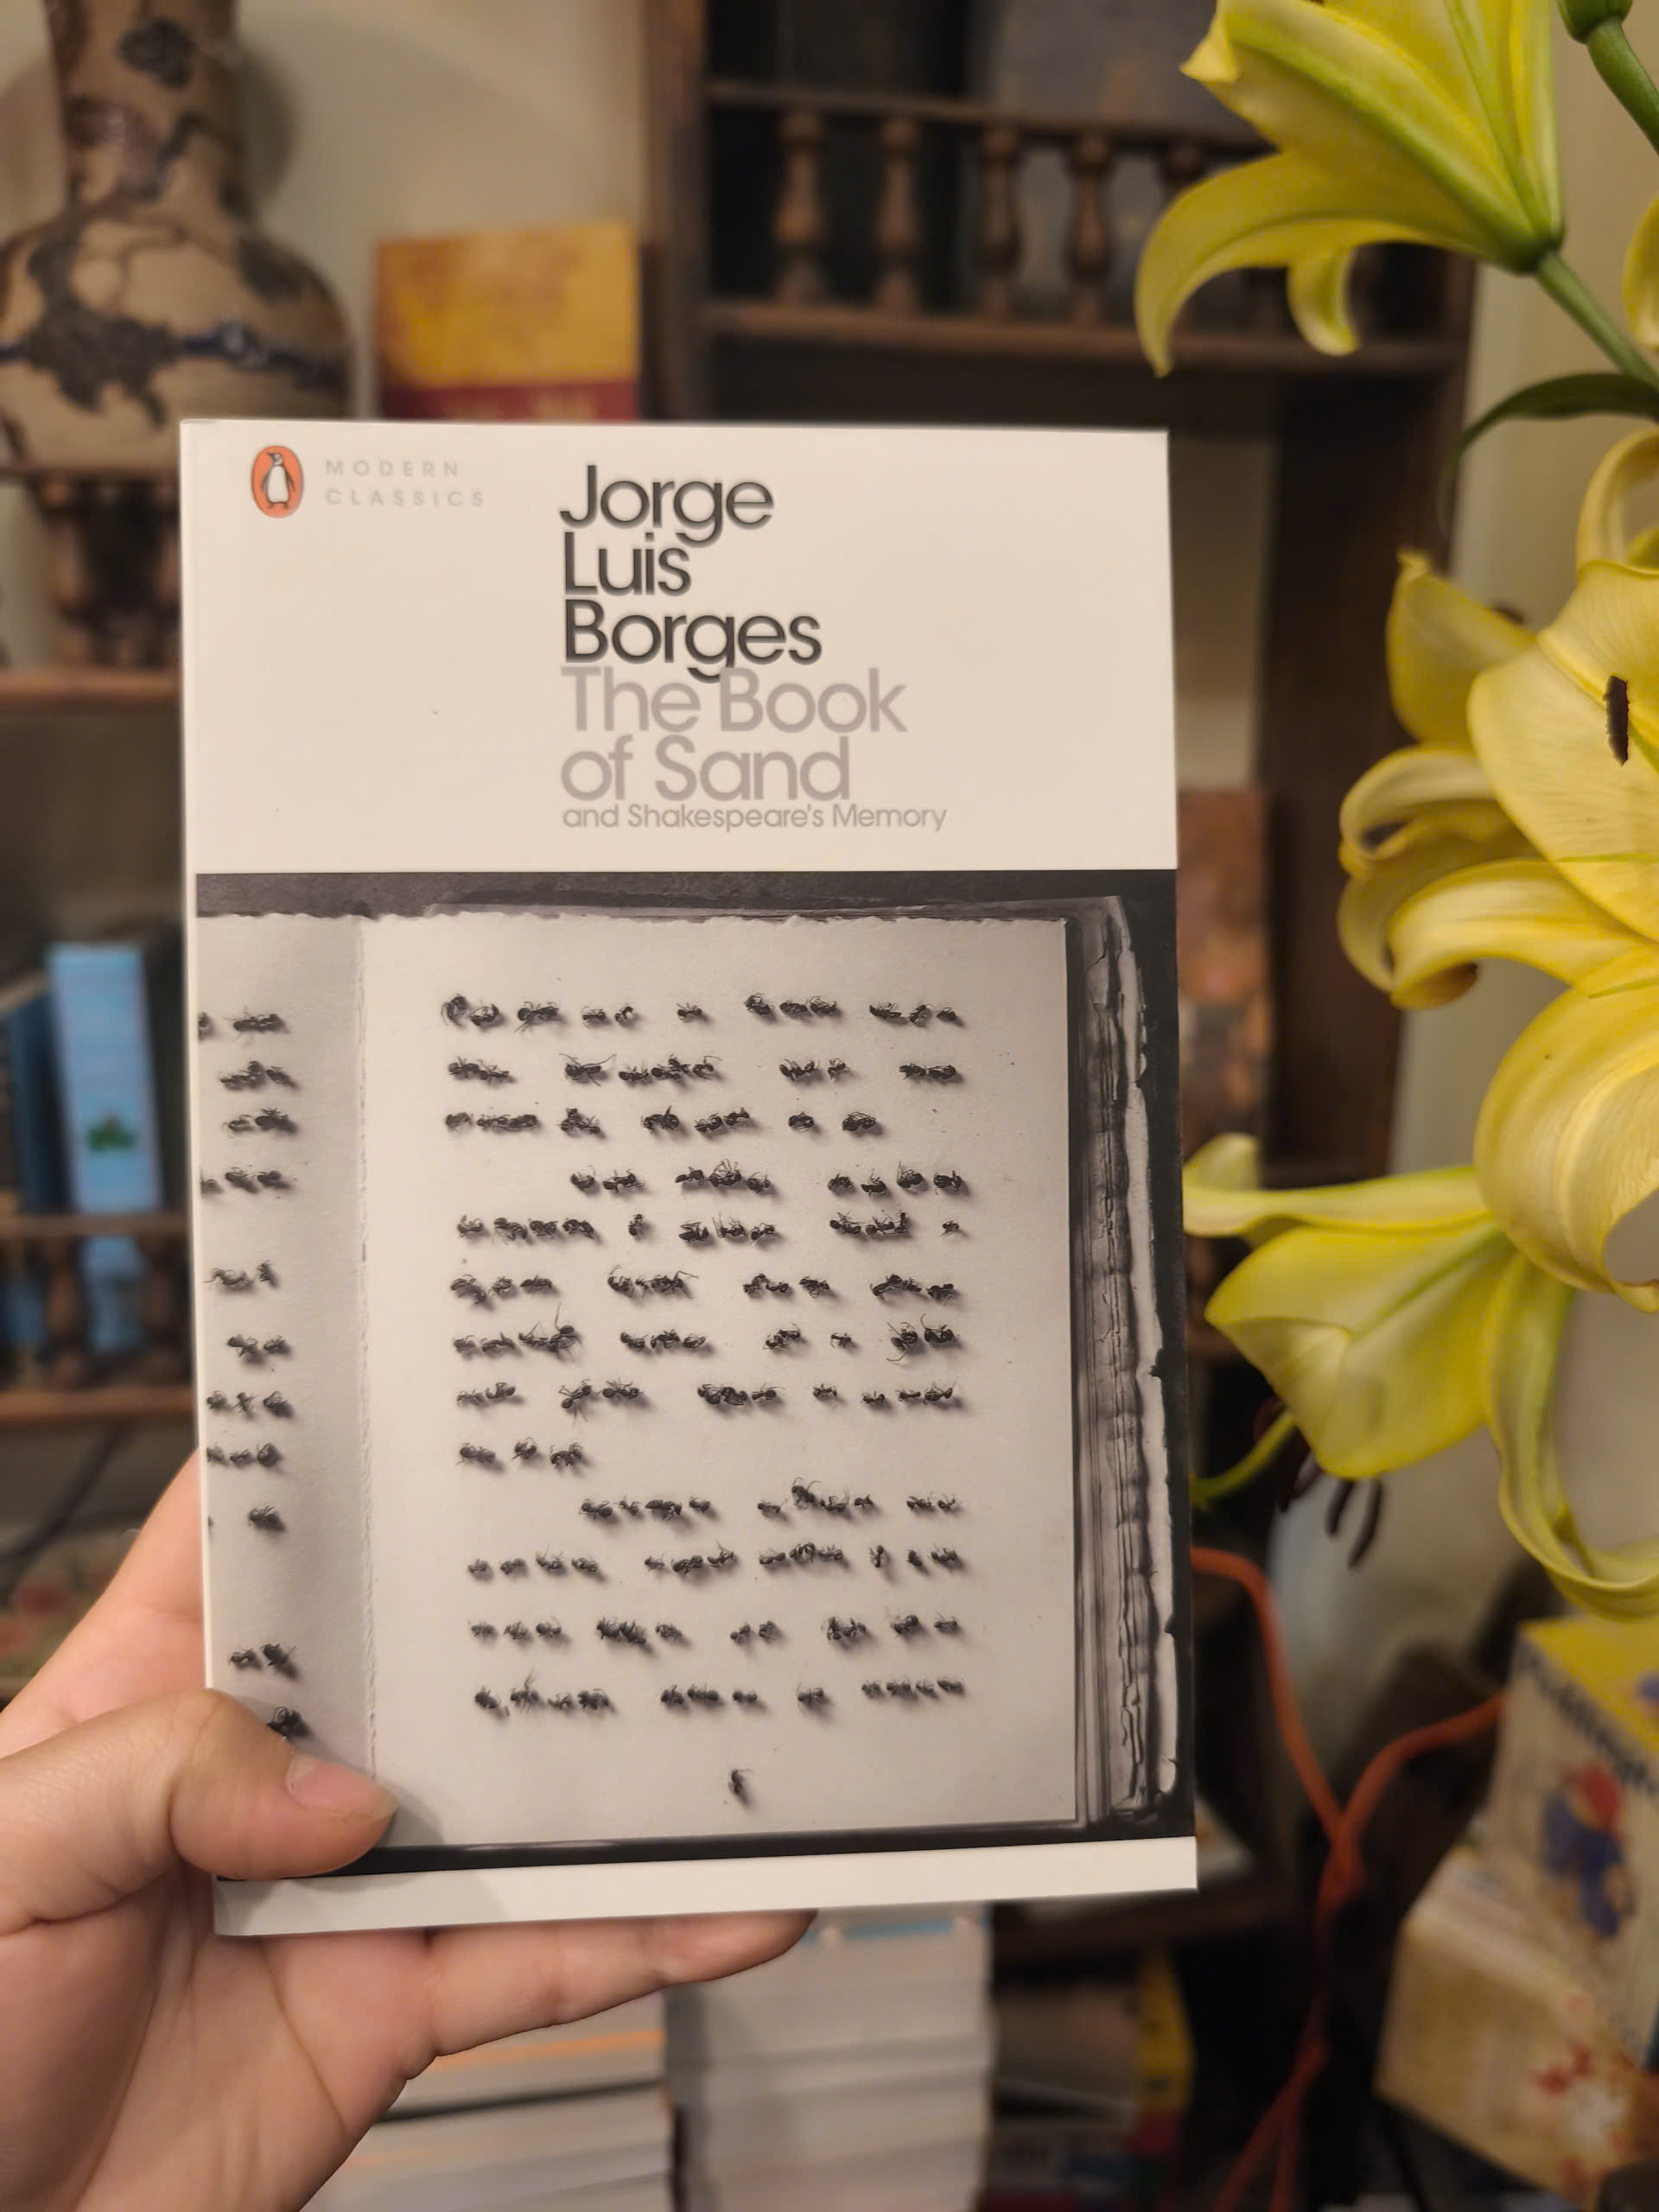 MODERN
CLASSICS
Jorge
Luis
Borges
The Book
of Sand
and Shakespeare's Memory